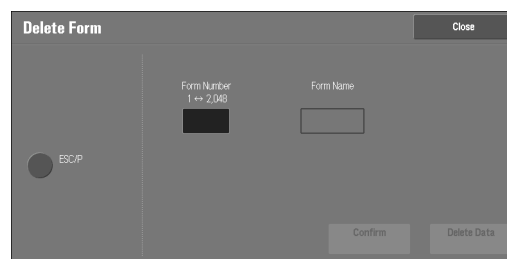 Delete Form
Close
Form Number
1 ↔ 2,048
Form Name
ESC/P
Confirm
Delete Data